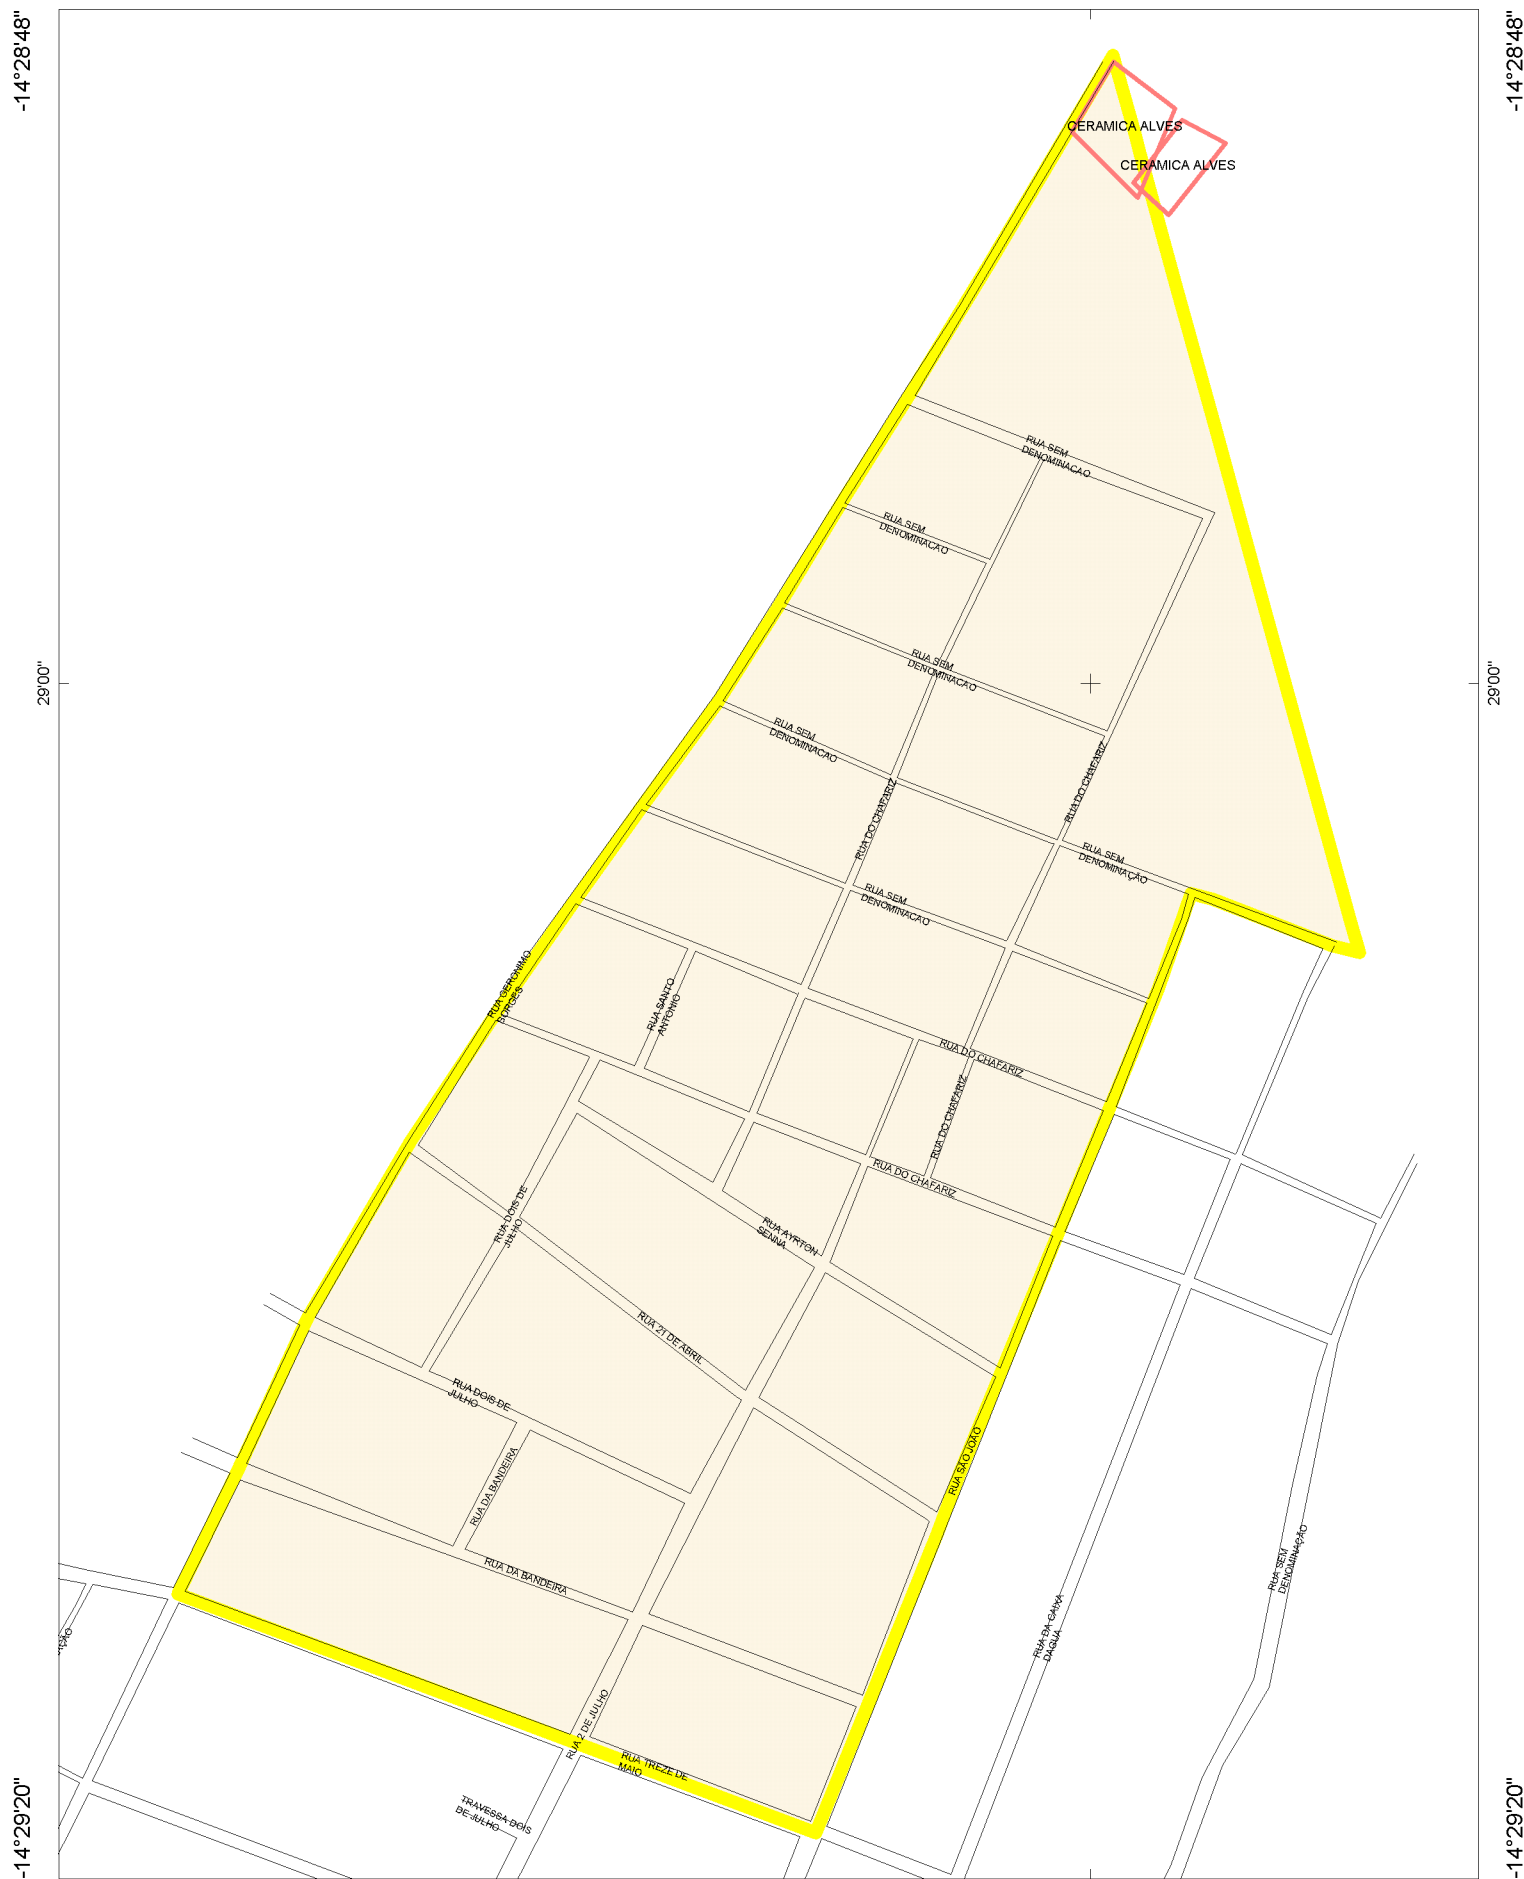 -14°28'48"
-14°28'48"
CERAMICA ALVES
CERAMICA ALVES
RUA SEM
DENOMINACAO
RUA SEM
DENOMINACAO
RUA SEM
DENOMINACAO
29'00"
29'00"
RUA SEM
DENOMINACAO
RUA DO CHAFARIZ
RUA DO CHAFARIZ
RUA SEM
DENOMINAÇÃO
RUA SEM
DENOMINACAO
RUA GERONIMO
BORGES
RUA SANTO
ANTONIO
RUA DO CHAFARIZ
RUA DO CHAFARIZ
RUA DO CHAFARIZ
RUA DOIS DE
JULHO
RUA AYRTON
SENNA
RUA 21 DE ABRIL
RUA DOIS DE
JULHO
RUA DA BANDEIRA
RUA SÃO JOÃO
RUA DA BANDEIRA
RUA SEM
DENOMINAÇÃO
RUA DA CAIXA
DAGUA
RUA 2 DE JULHO
RUA TREZE DE
MAIO
TRAVESSA DOIS
DE JULHO
-14°29'20"
-14°29'20"